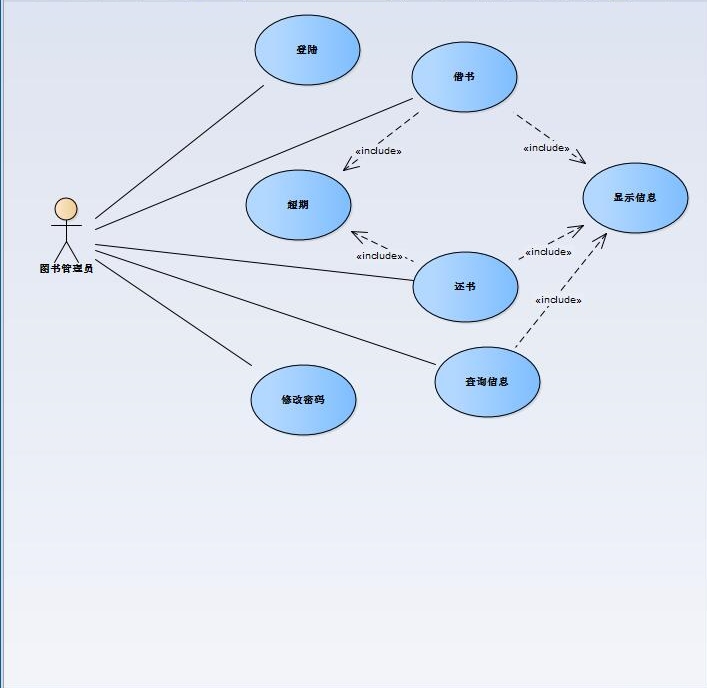 登陆
借书
«include»
«include»
超期
显示信息
图书管理员
«include»
«include»
还书
«include»
查询信息
修改密码